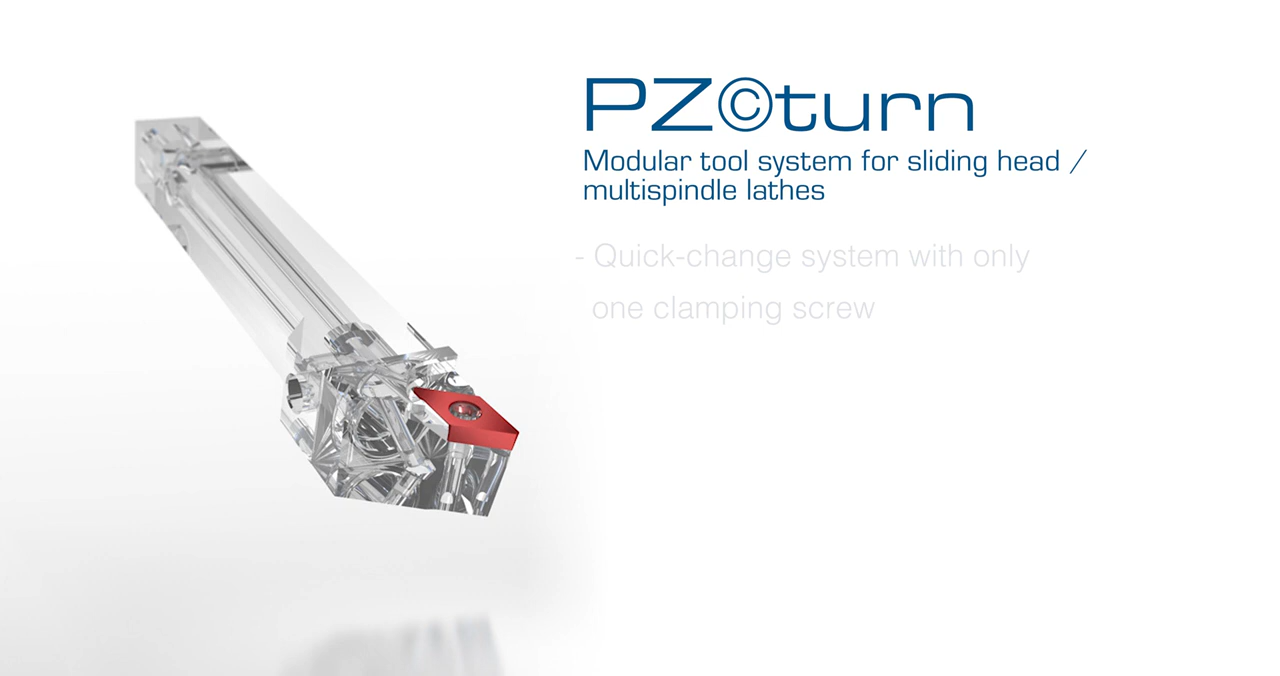 PZ©turn
Modular tool system for sliding head /
multispindle lathes
- Quick-change system with only
one clamping screw